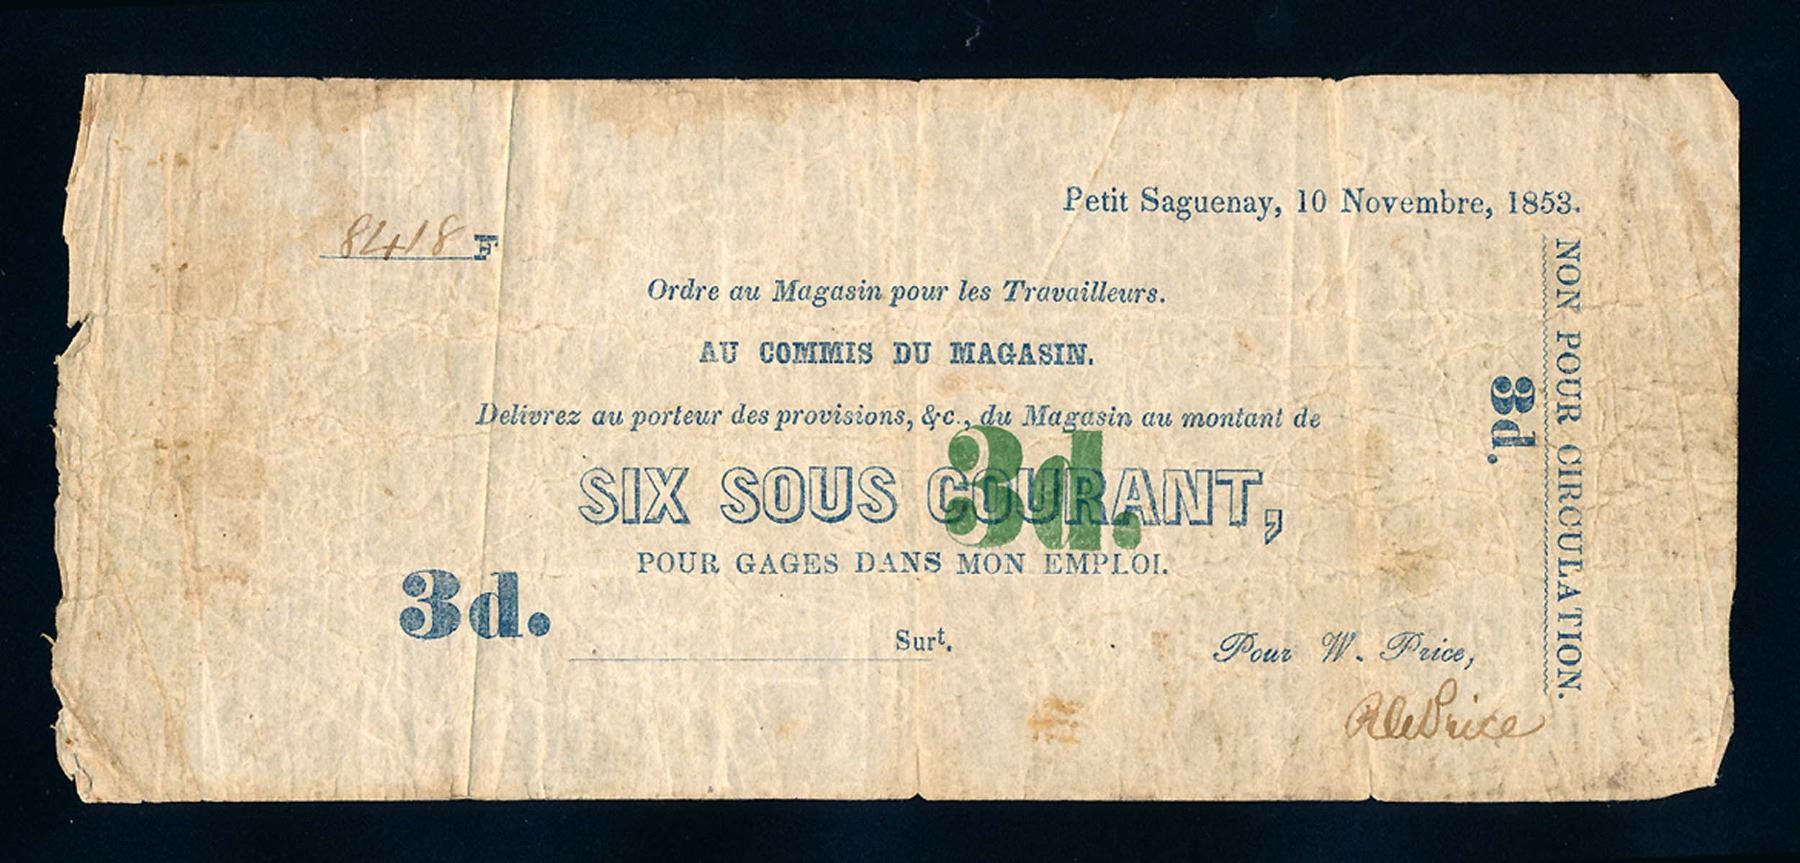 Petit Saguenay, 10 Novembre, 1853.
8418 F
Ordre au Magasin pour les Travailleurs.
AU COMMIS DU MAGASIN.
Delivrez au porteur des provisions, &c., du Magasin au montant de
3d.
SIX SOUS COURANT,
POUR GAGES DANS MON EMPLOI.
3d.
Surt.
Pour W. Price,
Price
3d.
NON POUR CIRCULATION.